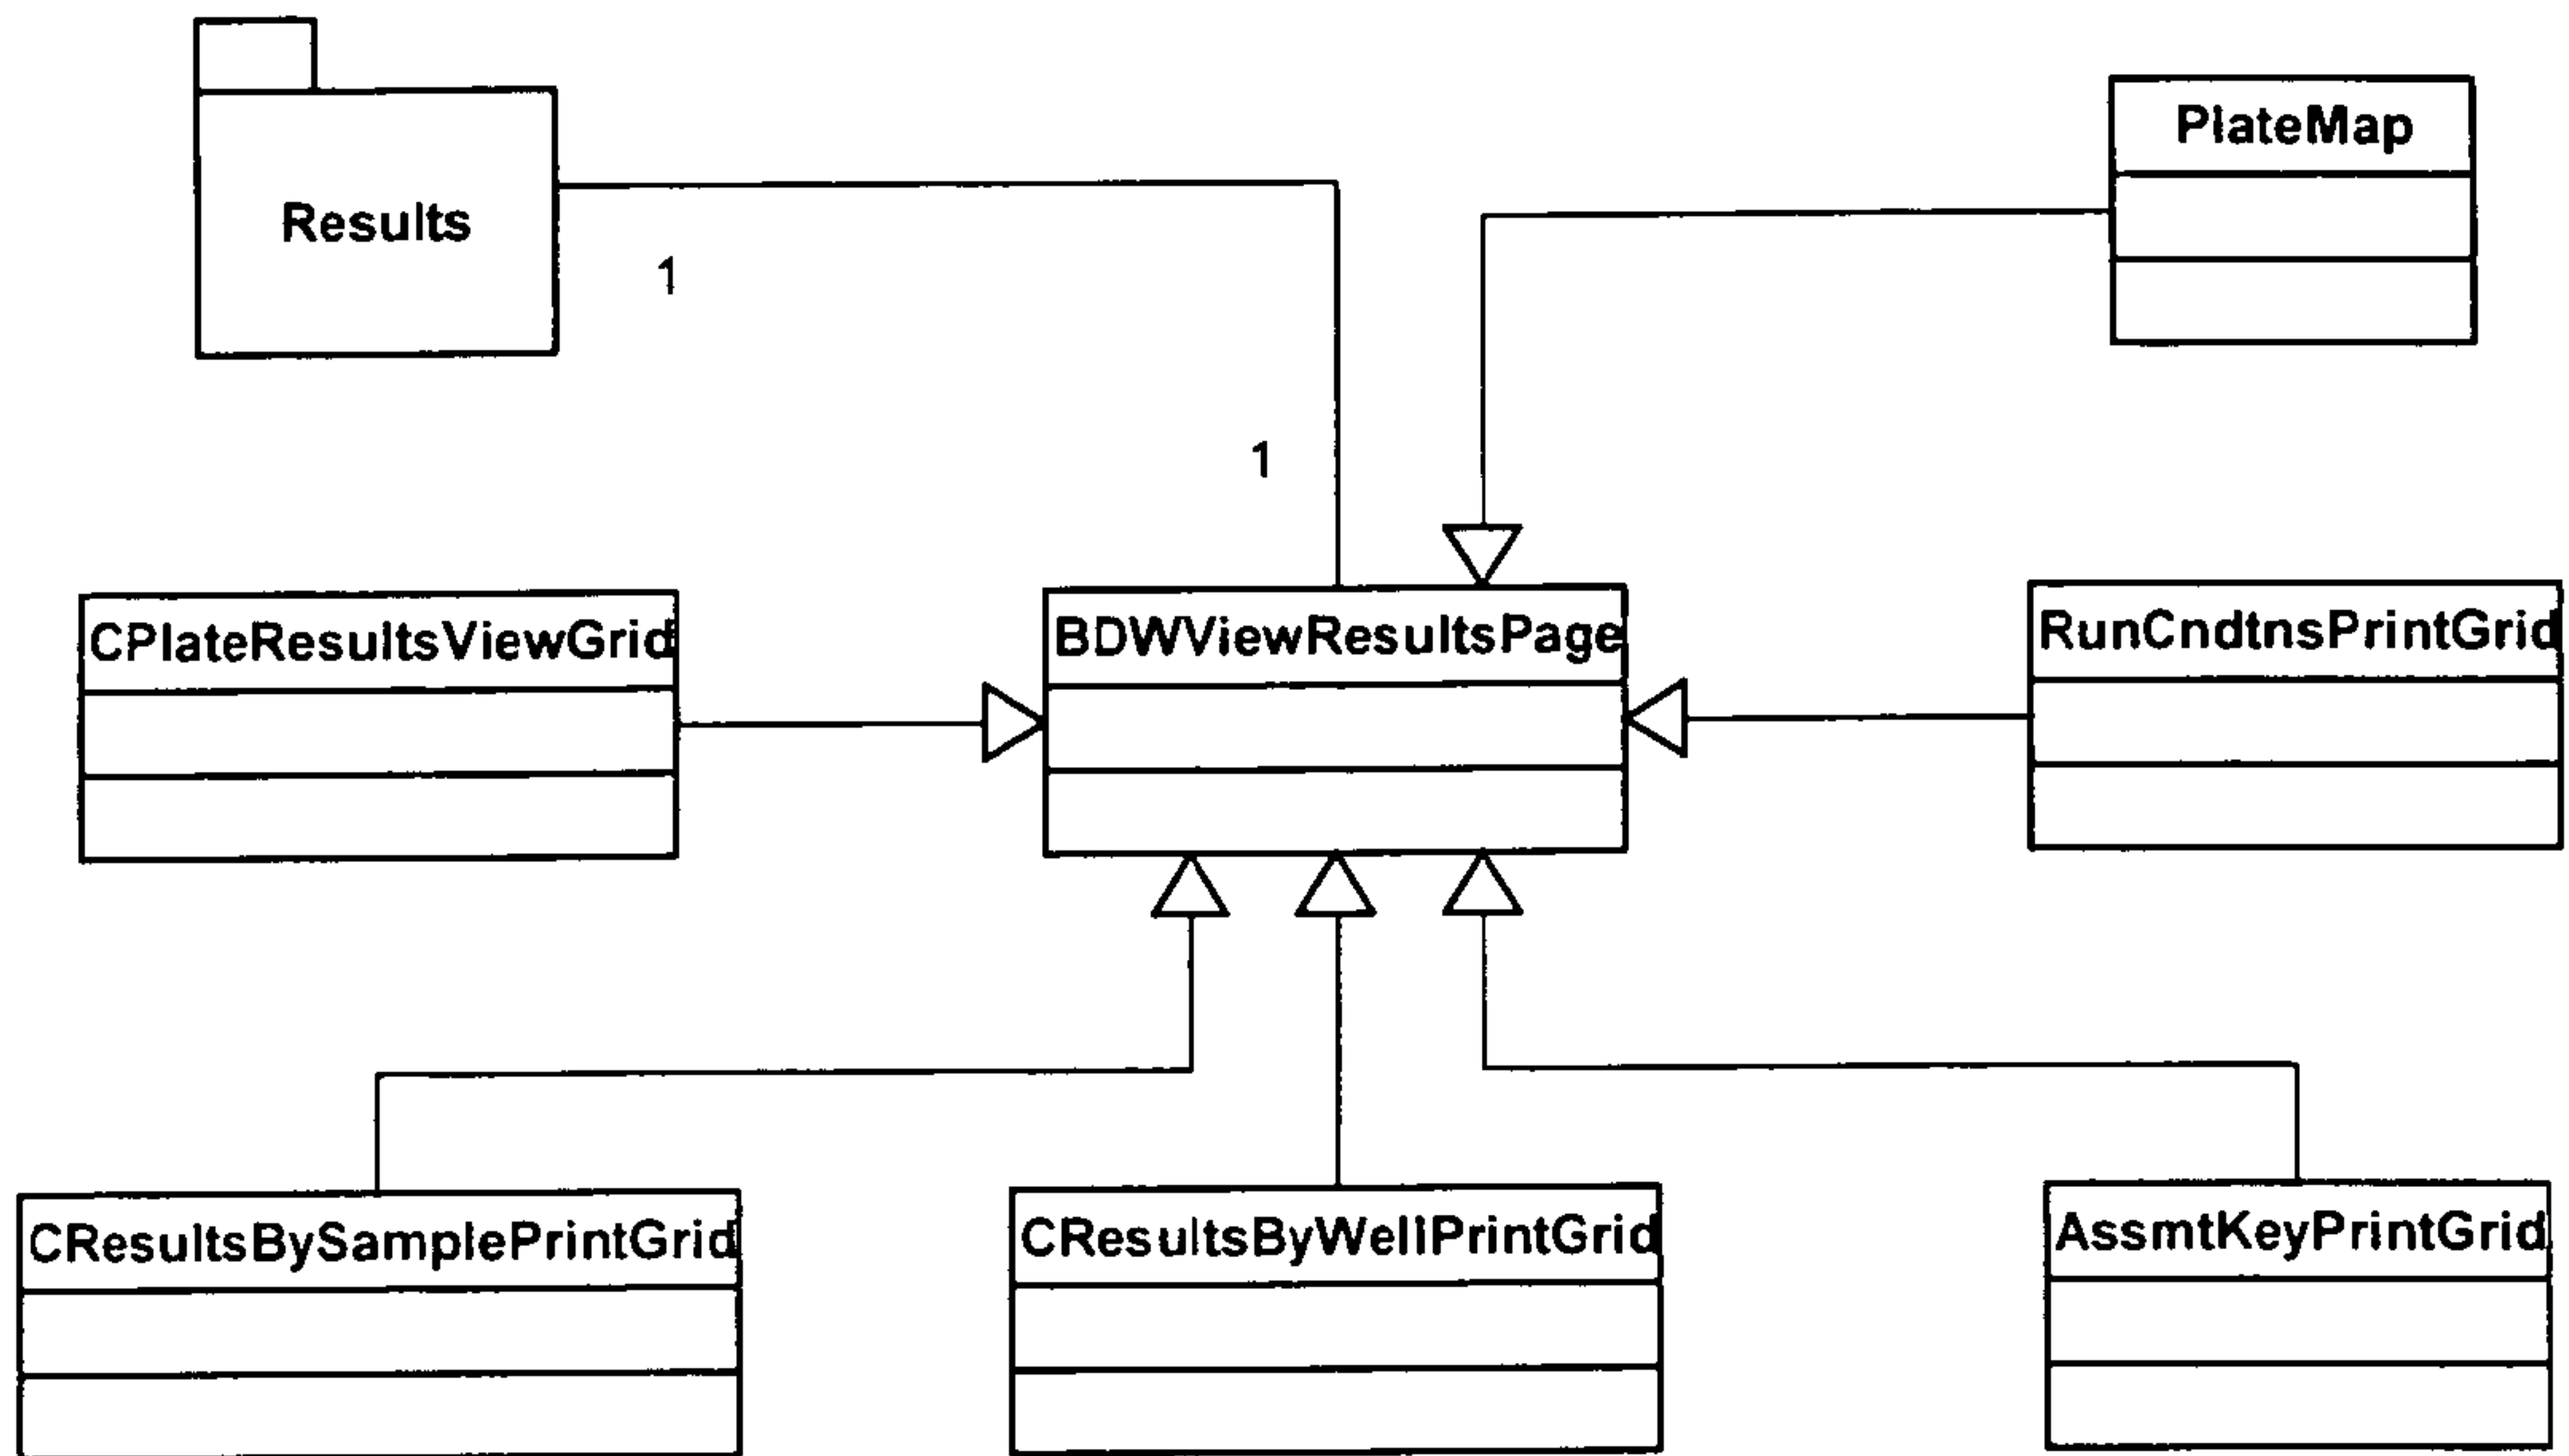 PlateMap
Results
1
1
CPlateResultsViewGrid
BDWViewResultsPage
RunCndtnsPrintGrid
CResultsBySamplePrintGrid
CResultsByWellPrintGrid
AssmtKeyPrintGrid